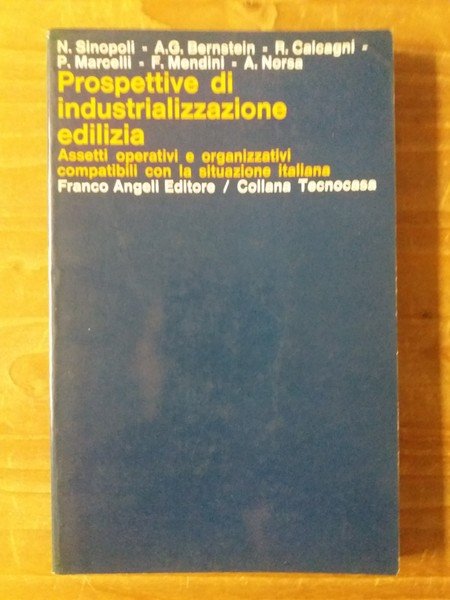 N. Sinopoli - A.G. Bernstein - R. Calcagni -
P. Marcelli - F. Mendini - A. Norsa
Prospettive di
industrializzazione
edilizia
Assetti operativi e organizzativi
compatibili con la situazione italiana
Franco Angeli Editore / Collana Tecnocasa